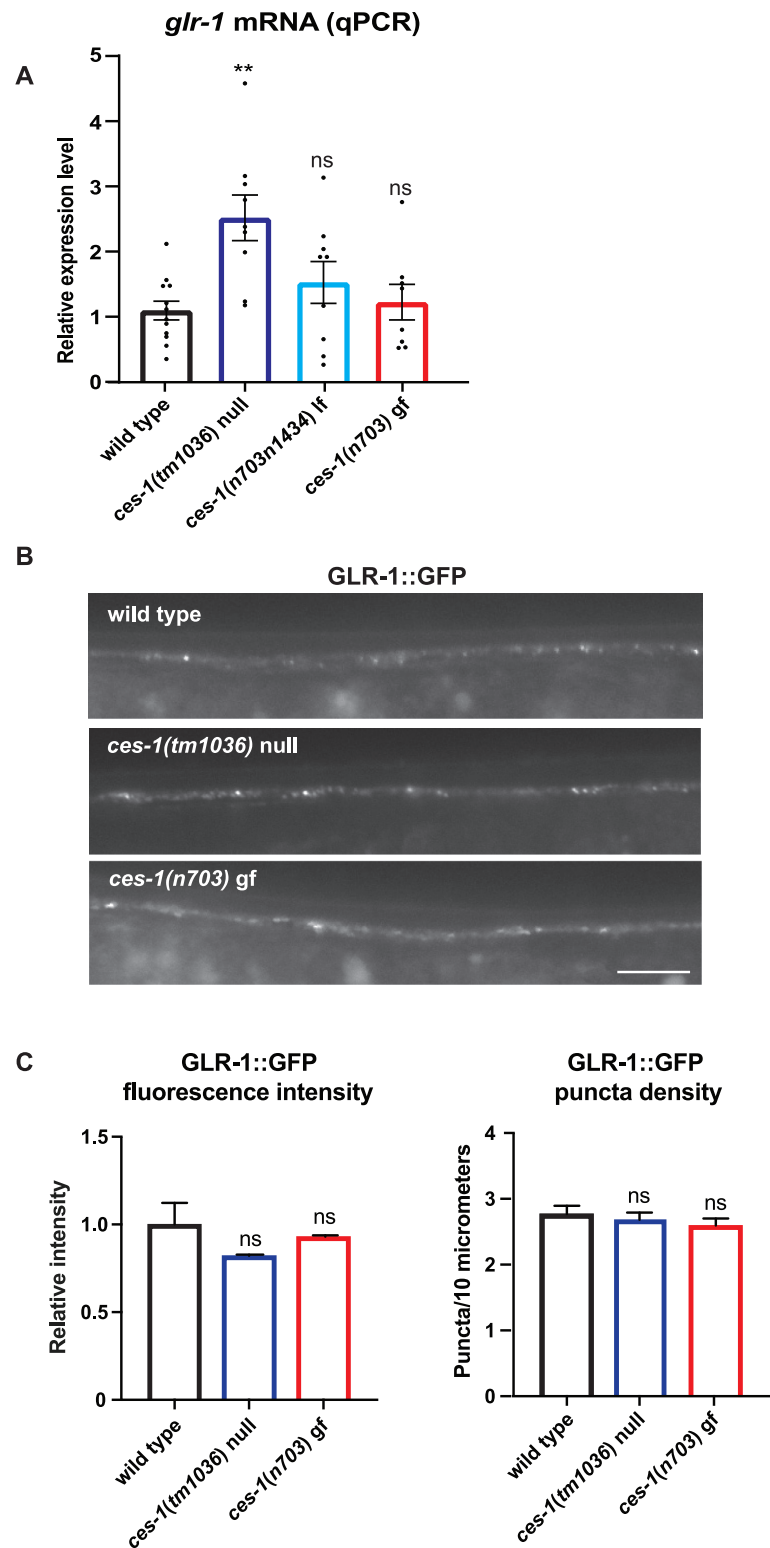 glr-1 mRNA (qPCR)
A
Relative expression level
5
4
3
2
1
0
**
ns
ns
wild type
ces-1(tm1036) null
ces-1(n703n1434) lf
ces-1(n703) gf
B
GLR-1::GFP
wild type
ces-1(tm1036) null
ces-1(n703) gf
C
GLR-1::GFP
fluorescence intensity
Relative intensity
1.5
1.0
0.5
0
ns
ns
wild type
ces-1(tm1036) null
ces-1(n703) gf
GLR-1::GFP
puncta density
Puncta/10 micrometers
4
3
2
1
0
ns
ns
wild type
ces-1(tm1036) null
ces-1(n703) gf